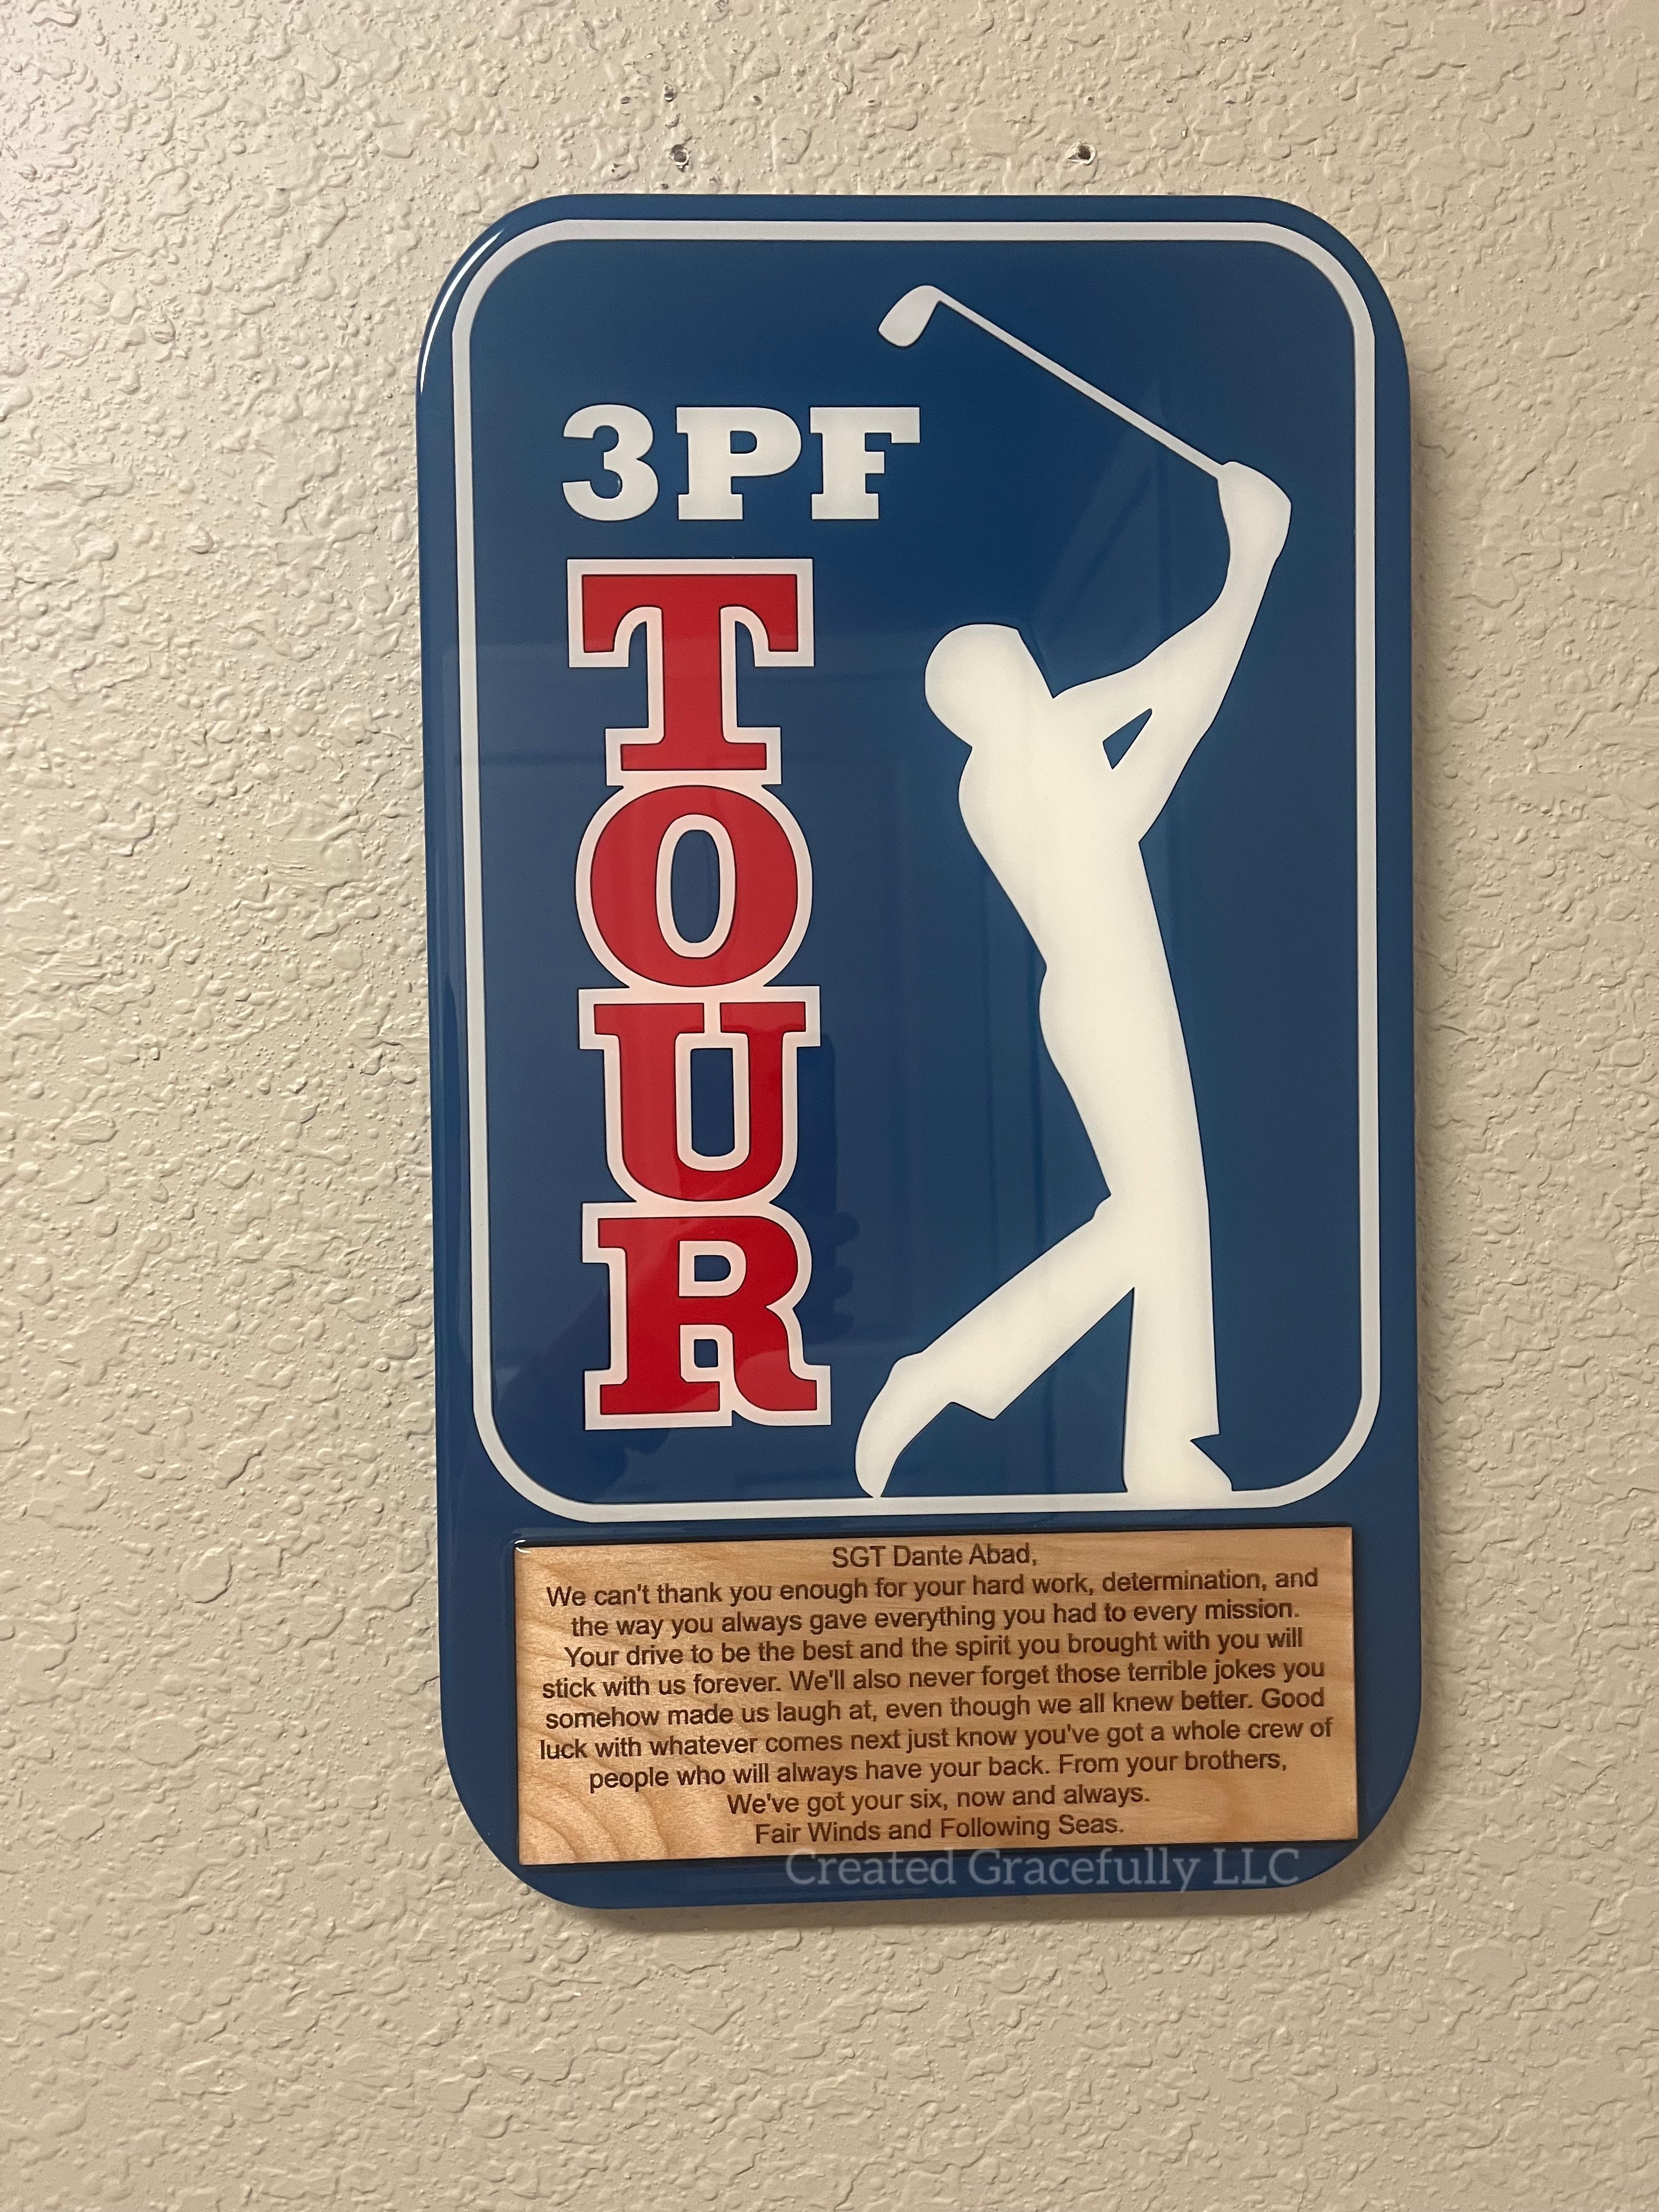 3PF
TOUR
SGT Dante Abad,
We can't thank you enough for your hard work, determination, and
the way you always gave everything you had to every mission.
Your drive to be the best and the spirit you brought with you will
stick with us forever. We'll also never forget those terrible jokes you
somehow made us laugh at, even though we all knew better. Good
luck with whatever comes next just know you've got a whole crew of
people who will always have your back. From your brothers,
We've got your six, now and always.
Fair Winds and Following Seas.
Created Gracefully LLC